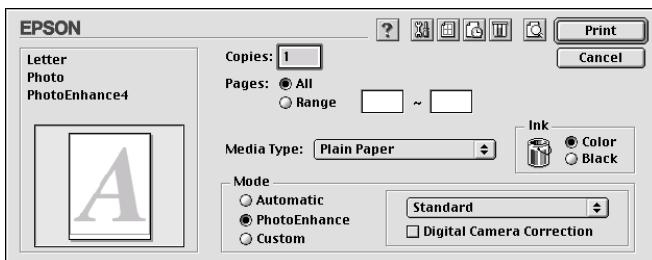 EPSON
?
Print
Cancel
Letter
Photo
PhotoEnhance4
A
Copies: 1
Pages: All
Range ~
Media Type: Plain Paper
Ink
Color
Black
Mode
Automatic
PhotoEnhance
Custom
Standard
Digital Camera Correction